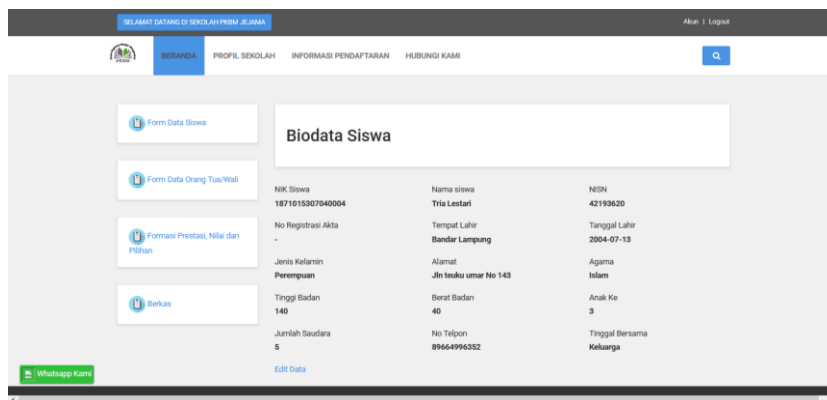 SELAMAT DATANG DI SEKOLAH PKBM JEJAMA
Akun | Logout
BERANDA PROFIL SEKOLAH INFORMASI PENDAFTARAN HUBUNGI KAMI
Form Data Siswa
Form Data Orang Tua/Wali
Formasi Prestasi, Nilai dan
Pilihan
Berkas
Biodata Siswa
NIK Siswa Nama siswa NISN
1871015307040004 Tria Lestari 42193620
No Registrasi Akta Tempat Lahir Tanggal Lahir
- Bandar Lampung 2004-07-13
Jenis Kelamin Alamat Agama
Perempuan Jln teuku umar No 143 Islam
Tinggi Badan Berat Badan Anak Ke
140 40 3
Jumlah Saudara No Telpon Tinggal Bersama
5 89664996352 Keluarga
Edit Data
Whatsapp Kami